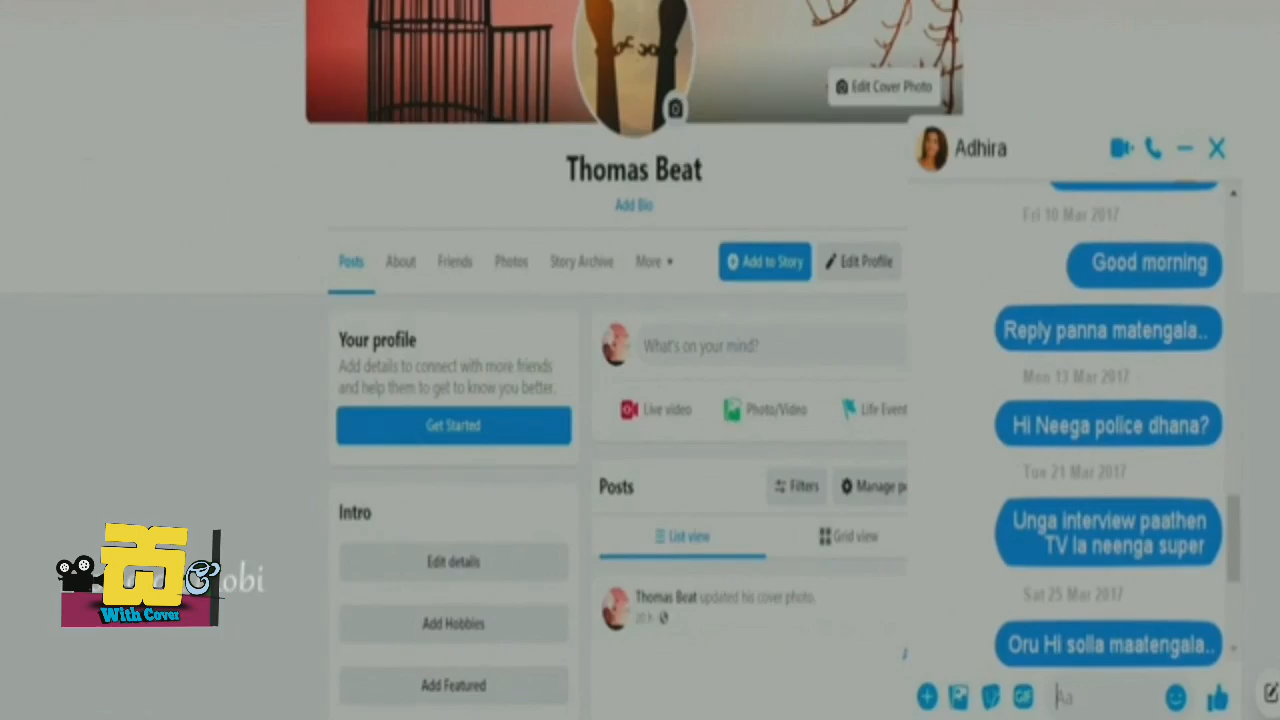 Edit Cover Photo
Thomas Beat
Add Bio
Posts About Friends Photos Story Archive More
Add to Story
Edit Profile
Your profile
Add details to connect with more friends
and help them to get to know you better.
Get Started
Intro
Edit details
Add Hobbies
Add Featured
What's on your mind?
Live video
Photo/Video
Life Event
Posts
Filters
Manage
List view
Grid view
Thomas Beat updated his cover photo.
20 h
Adhira
Fri 10 Mar 2017
Good morning
Reply panna matengala..
Mon 13 Mar 2017
Hi Neega police dhana?
Tue 21 Mar 2017
Unga interview paathen
TV la neenga super
Sat 25 Mar 2017
Oru Hi solla maatengala..
GIF
Aa
With Cover